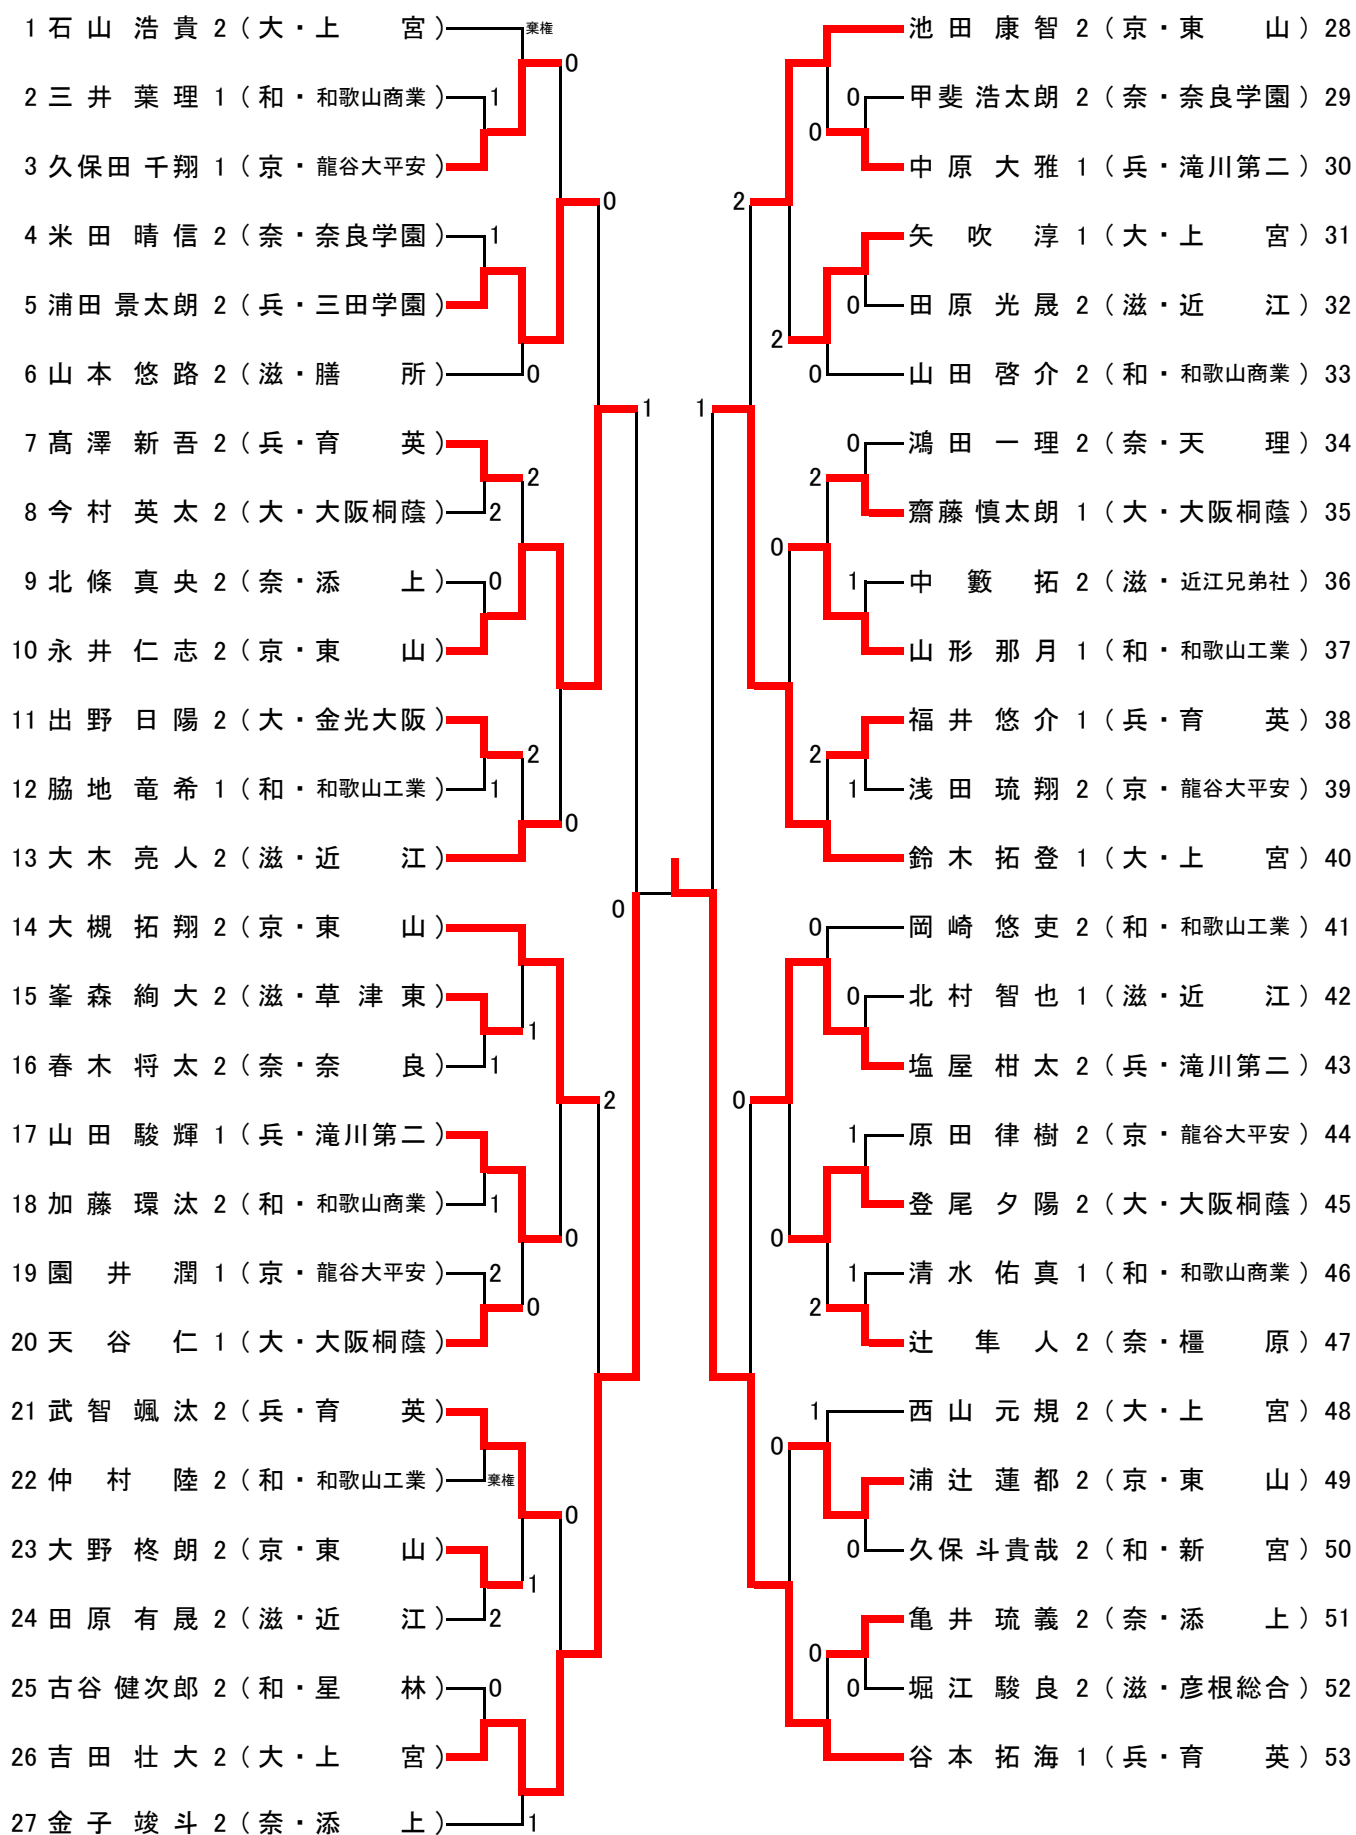 1 石山 浩貴 2 (大・上宮) 棄権
0
2 三井 葉理 1 (和・和歌山商業) 1
3 久保田 千翔 1 (京・龍谷大平安)
0
4 米田 晴信 2 (奈・奈良学園) 1
5 浦田 景太朗 2 (兵・三田学園)
6 山本 悠路 2 (滋・膳所) 0
1
7 髙澤 新吾 2 (兵・育英)
2
8 今村 英太 2 (大・大阪桐蔭) 2
9 北條 真央 2 (奈・添上) 0
10 永井 仁志 2 (京・東山)
11 出野 日陽 2 (大・金光大阪)
2
12 脇地 竜希 1 (和・和歌山工業) 1
0
13 大木 亮人 2 (滋・近江)
0
14 大槻 拓翔 2 (京・東山)
15 峯森 絢大 2 (滋・草津東)
1
16 春木 将太 2 (奈・奈良) 1
2
17 山田 駿輝 1 (兵・滝川第二)
18 加藤 環汰 2 (和・和歌山商業) 1
0
19 園井 潤 1 (京・龍谷大平安) 2
0
20 天谷 仁 1 (大・大阪桐蔭)
21 武智 颯汰 2 (兵・育英)
22 仲村 陸 2 (和・和歌山工業) 棄権
0
23 大野 柊朗 2 (京・東山)
1
24 田原 有晟 2 (滋・近江) 2
25 古谷 健次郎 2 (和・星林) 0
26 吉田 壮大 2 (大・上宮)
27 金子 竣斗 2 (奈・添上) 1
池田 康智 2 (京・東山) 28
0 甲斐 浩太朗 2 (奈・奈良学園) 29
0
中原 大雅 1 (兵・滝川第二) 30
2
矢吹 淳 1 (大・上宮) 31
0 田原 光晟 2 (滋・近江) 32
2
0 山田 啓介 2 (和・和歌山商業) 33
1
0 鴻田 一理 2 (奈・天理) 34
2
齋藤 慎太朗 1 (大・大阪桐蔭) 35
0
1 中籔 拓 2 (滋・近江兄弟社) 36
山形 那月 1 (和・和歌山工業) 37
福井 悠介 1 (兵・育英) 38
2
1 浅田 琉翔 2 (京・龍谷大平安) 39
鈴木 拓登 1 (大・上宮) 40
0 岡崎 悠吏 2 (和・和歌山工業) 41
0 北村 智也 1 (滋・近江) 42
塩屋 柑太 2 (兵・滝川第二) 43
0
1 原田 律樹 2 (京・龍谷大平安) 44
登尾 夕陽 2 (大・大阪桐蔭) 45
0
1 清水 佑真 1 (和・和歌山商業) 46
2
辻 隼人 2 (奈・橿原) 47
1 西山 元規 2 (大・上宮) 48
0
浦辻 蓮都 2 (京・東山) 49
0 久保 斗貴哉 2 (和・新宮) 50
亀井 琉義 2 (奈・添上) 51
0
0 堀江 駿良 2 (滋・彦根総合) 52
谷本 拓海 1 (兵・育英) 53